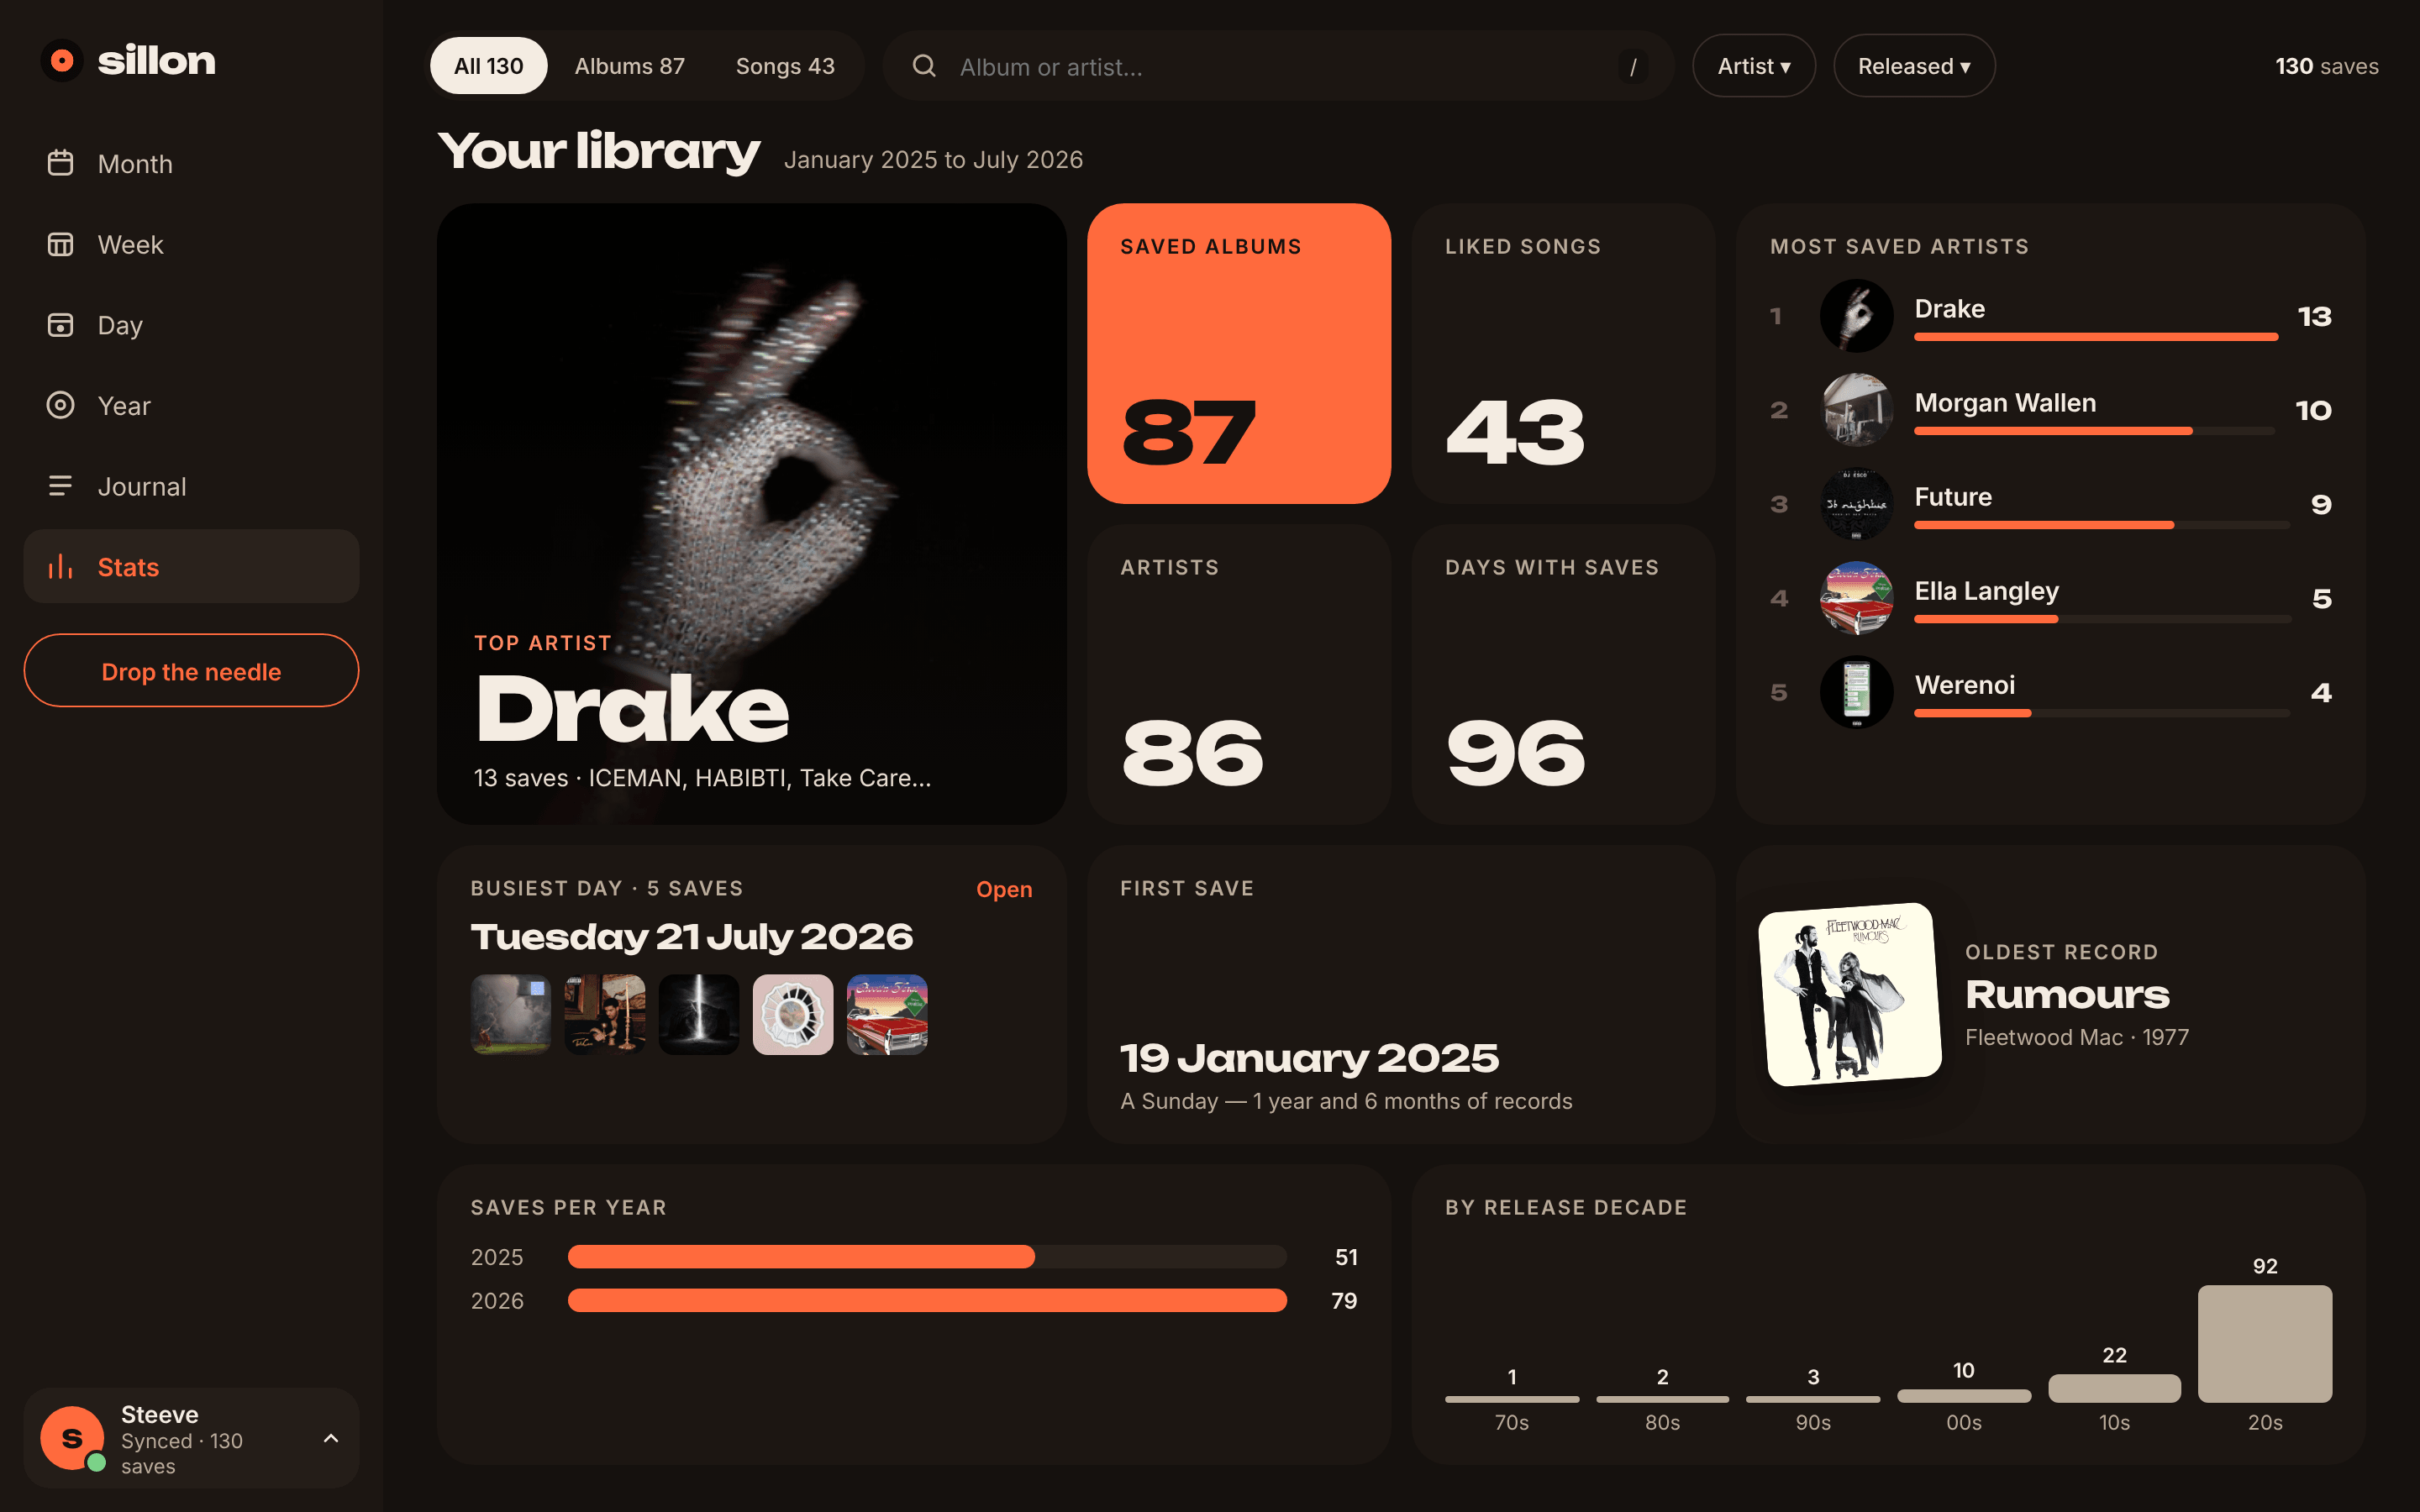 sillon
Month
Week
Day
Year
Journal
Stats
Drop the needle
Steeve
Synced · 130
saves
All 130
Albums 87
Songs 43
Album or artist...
/
Artist ▾
Released ▾
130 saves
Your library
January 2025 to July 2026
TOP ARTIST
Drake
13 saves · ICEMAN, HABIBTI, Take Care...
SAVED ALBUMS
87
LIKED SONGS
43
ARTISTS
86
DAYS WITH SAVES
96
MOST SAVED ARTISTS
1 Drake 13
2 Morgan Wallen 10
3 Future 9
4 Ella Langley 5
5 Werenoi 4
BUSIEST DAY · 5 SAVES
Open
Tuesday 21 July 2026
FIRST SAVE
19 January 2025
A Sunday — 1 year and 6 months of records
FLEETWOOD MAC
RUMOURS
OLDEST RECORD
Rumours
Fleetwood Mac · 1977
SAVES PER YEAR
2025 51
2026 79
BY RELEASE DECADE
1 2 3 10 22 92
70s 80s 90s 00s 10s 20s
S